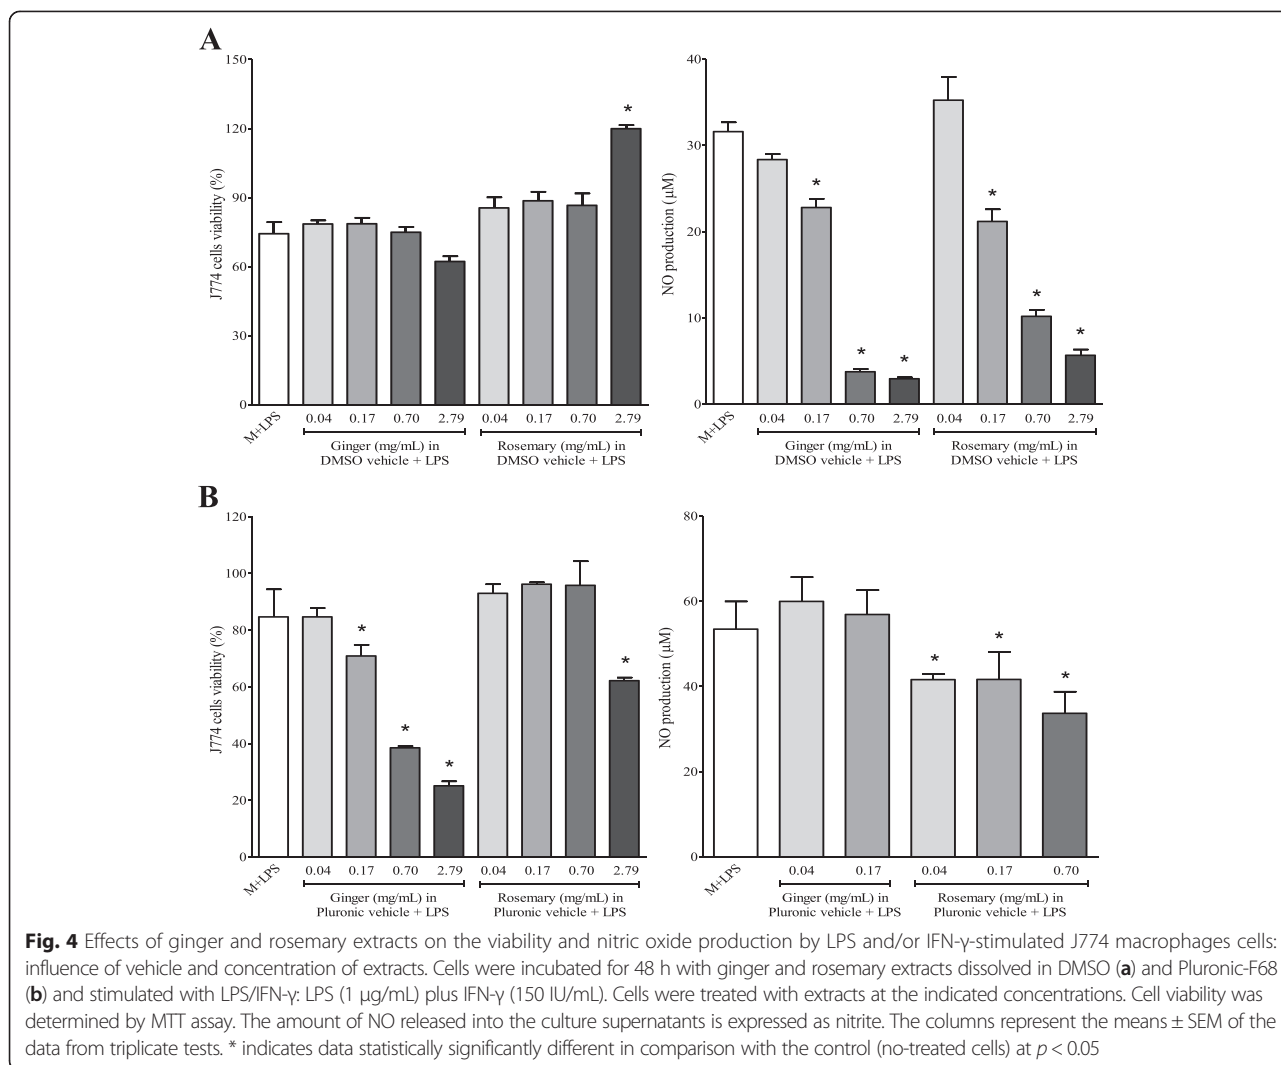 A
150
120
90
60
30
0
J774 cells viability (%)
*
M+LPS
0.04 0.17 0.70 2.79 0.04 0.17 0.70 2.79
Ginger (mg/mL) in
DMSO vehicle + LPS
Rosemary (mg/mL) in
DMSO vehicle + LPS
40
30
20
10
0
NO production (μM)
* * * * * *
M+LPS
0.04 0.17 0.70 2.79 0.04 0.17 0.70 2.79
Ginger (mg/mL) in
DMSO vehicle + LPS
Rosemary (mg/mL) in
DMSO vehicle + LPS
B
120
100
80
60
40
20
0
J774 cells viability (%)
* * * *
M+LPS
0.04 0.17 0.70 2.79 0.04 0.17 0.70 2.79
Ginger (mg/mL) in
Pluronic vehicle + LPS
Rosemary (mg/mL) in
Pluronic vehicle + LPS
80
60
40
20
0
NO production (μM)
* * *
M+LPS
0.04 0.17 0.04 0.17 0.70
Ginger (mg/mL) in
Pluronic vehicle + LPS
Rosemary (mg/mL) in
Pluronic vehicle + LPS
Fig. 4 Effects of ginger and rosemary extracts on the viability and nitric oxide production by LPS and/or IFN-γ-stimulated J774 macrophages cells:
influence of vehicle and concentration of extracts. Cells were incubated for 48 h with ginger and rosemary extracts dissolved in DMSO (a) and Pluronic-F68
(b) and stimulated with LPS/IFN-γ: LPS (1 μg/mL) plus IFN-γ (150 IU/mL). Cells were treated with extracts at the indicated concentrations. Cell viability was
determined by MTT assay. The amount of NO released into the culture supernatants is expressed as nitrite. The columns represent the means ± SEM of the
data from triplicate tests. * indicates data statistically significantly different in comparison with the control (no-treated cells) at p < 0.05